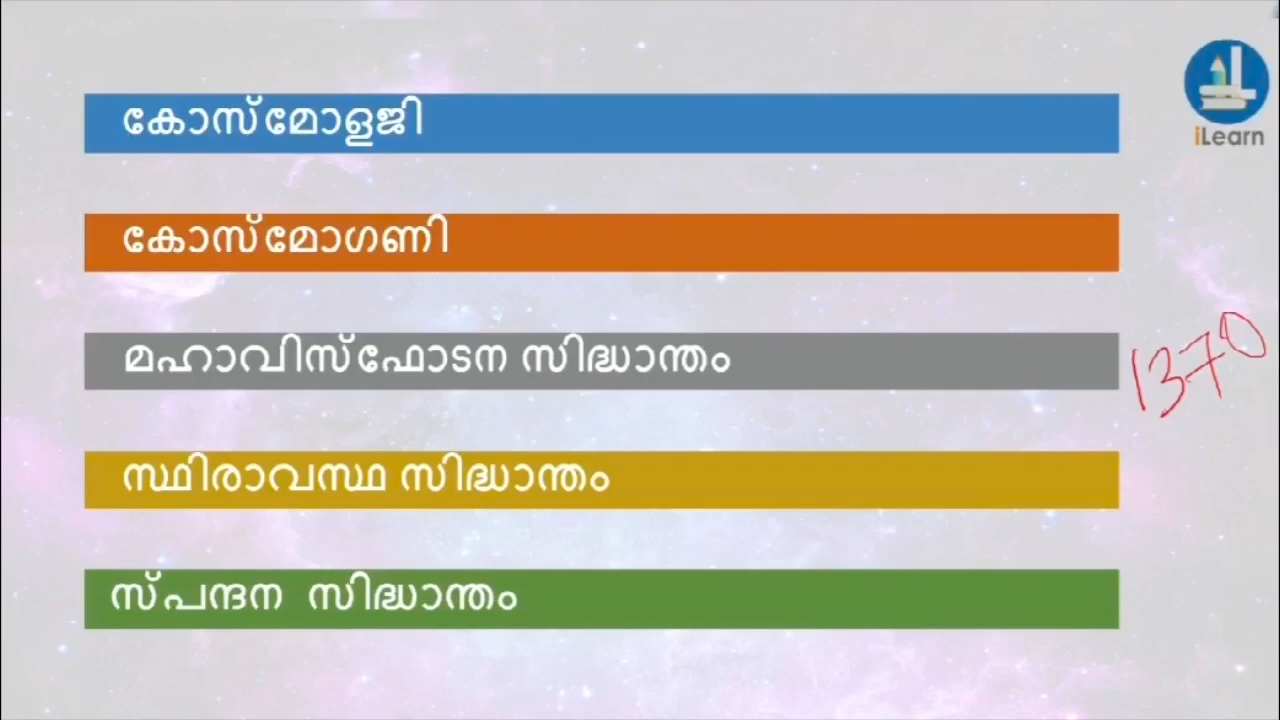 iLearn
കോസ്മോളജി
കോസ്മോഗണി
മഹാവിസ്ഫോടന സിദ്ധാന്തം
1370
സ്ഥിരാവസ്ഥ സിദ്ധാന്തം
സ്പന്ദന സിദ്ധാന്തം